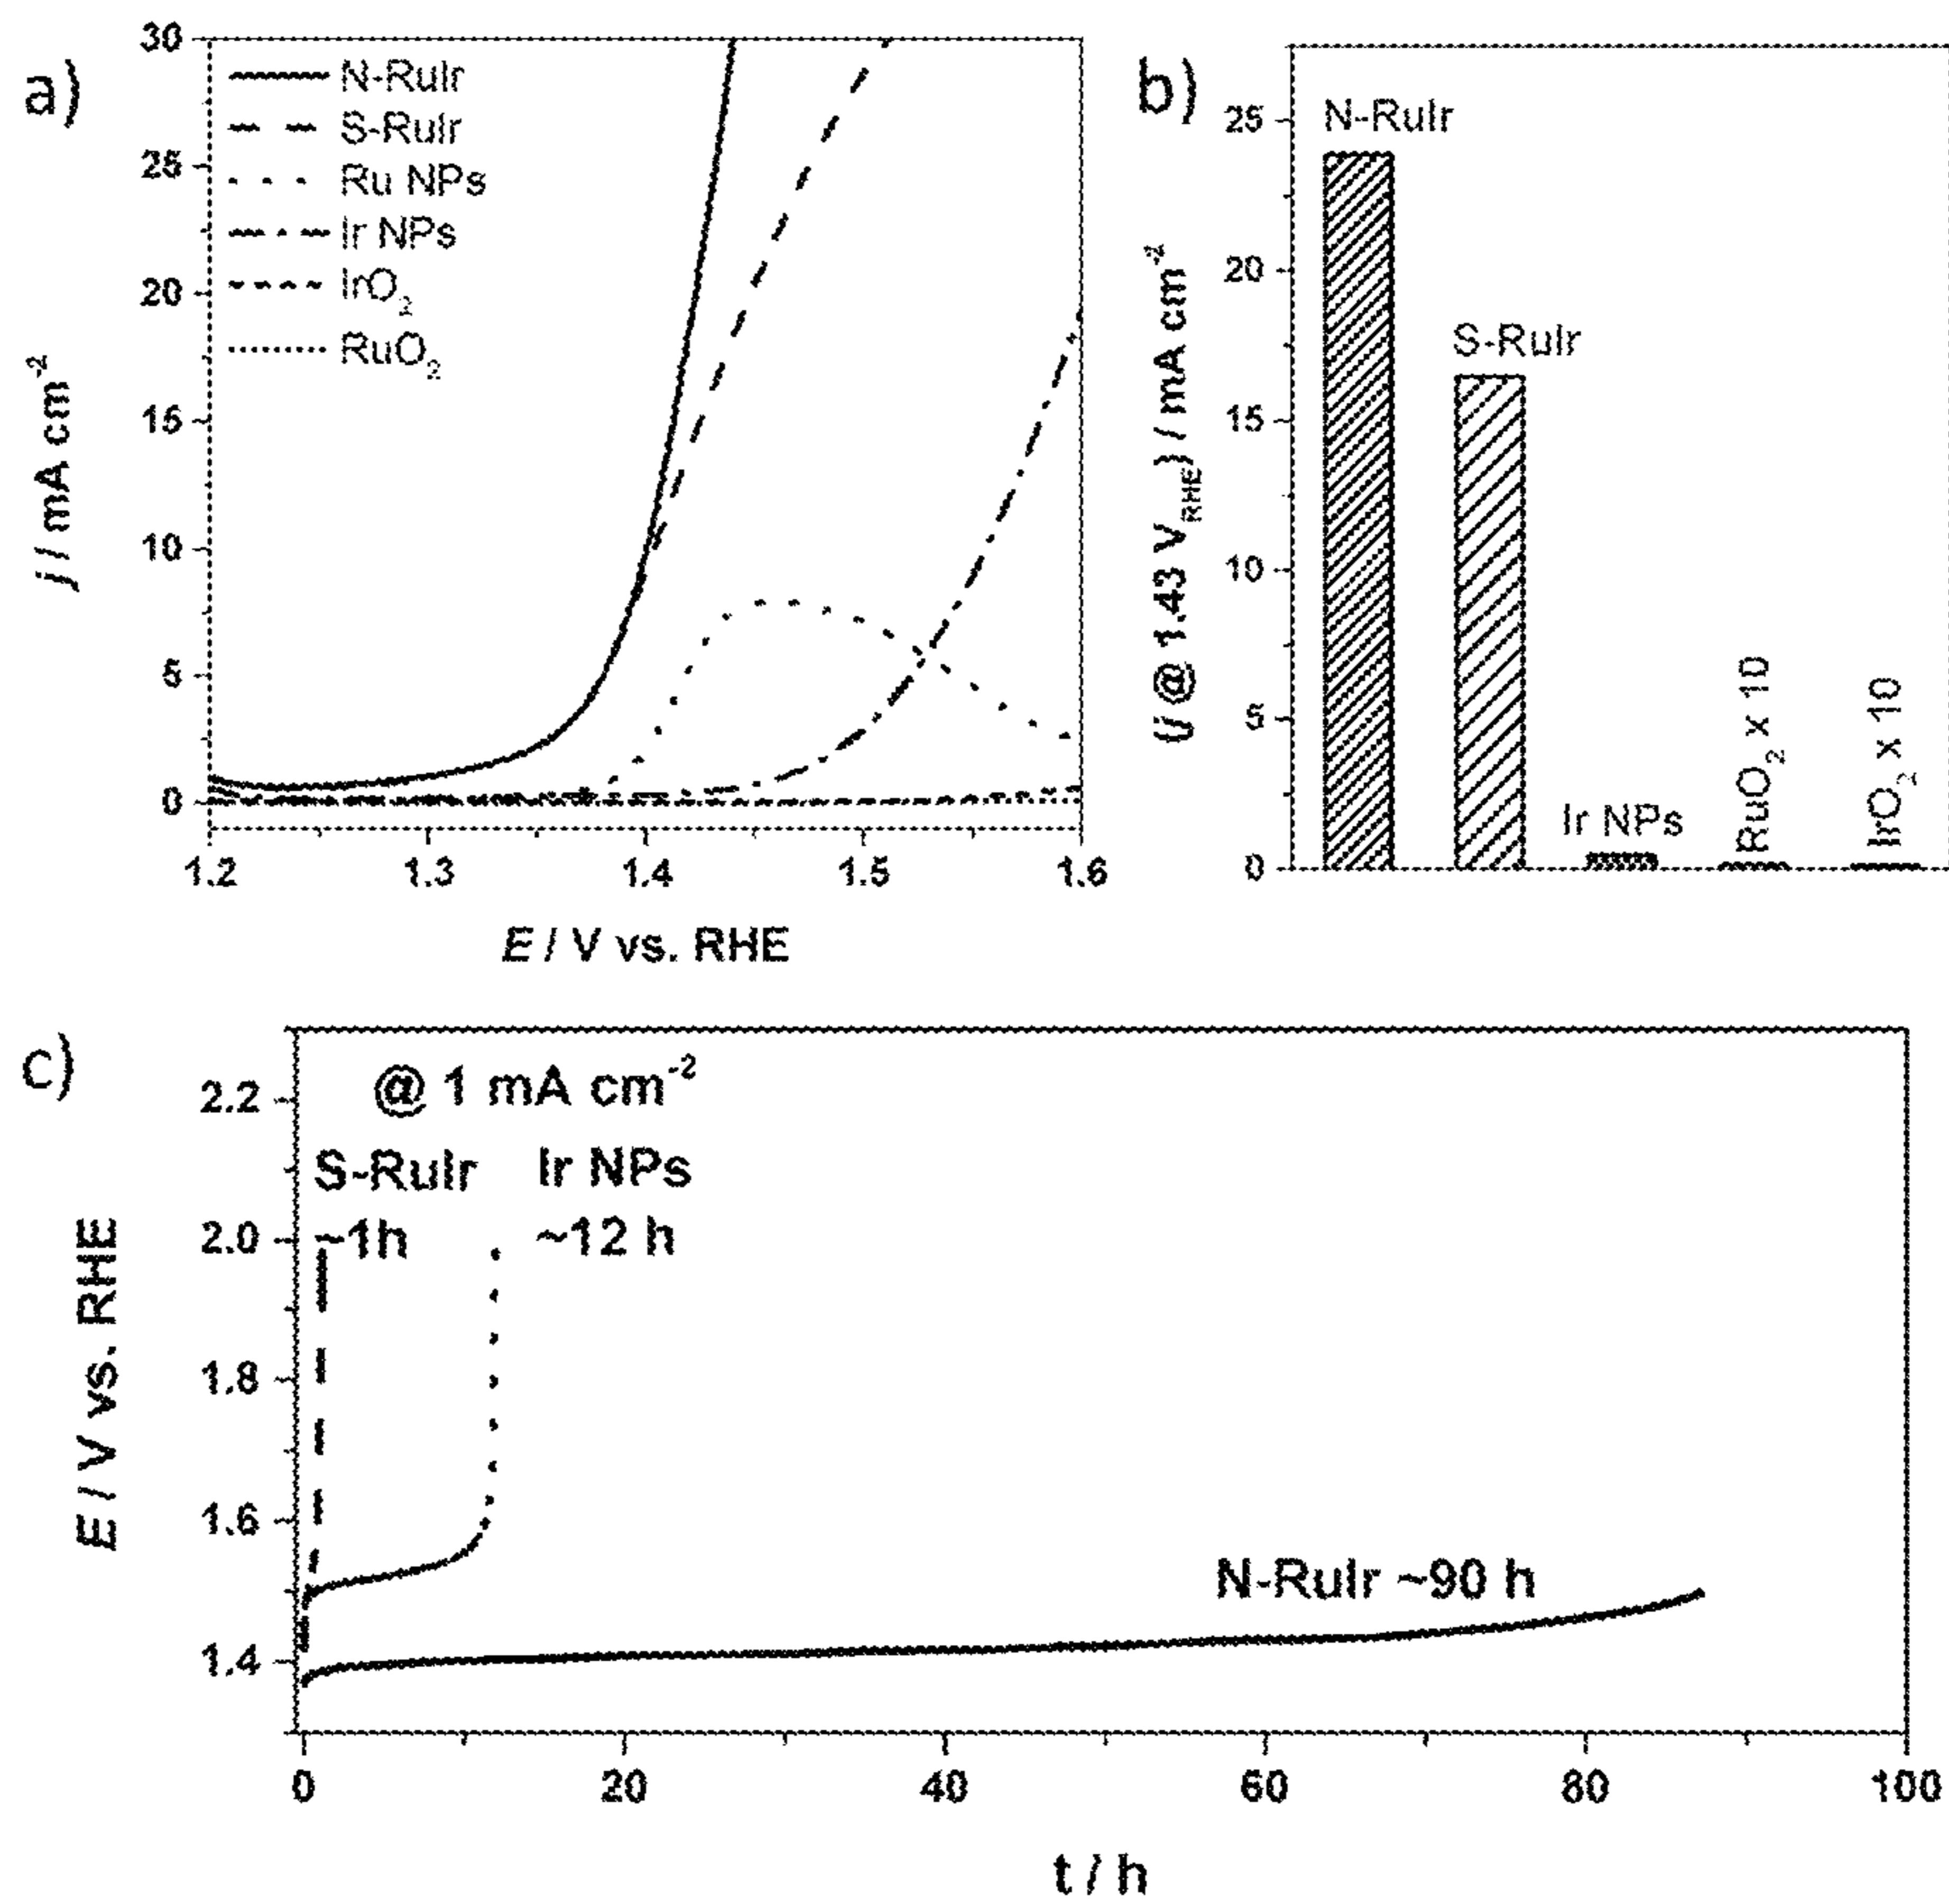 a)
30
25
20
15
10
5
0
j / mA cm⁻²
N-RuIr
S-RuIr
Ru NPs
Ir NPs
IrO₂
RuO₂
1.2 1.3 1.4 1.5 1.6
E / V vs. RHE
b)
25
20
15
10
5
0
(j @ 1.43 V_RHE) / mA cm⁻²
N-RuIr
S-RuIr
Ir NPs
RuO₂ x 10
IrO₂ x 10
c)
2.2
2.0
1.8
1.6
1.4
E / V vs. RHE
@ 1 mA cm⁻²
S-RuIr Ir NPs
~1h ~12 h
N-RuIr ~90 h
0 20 40 60 80 100
t / h